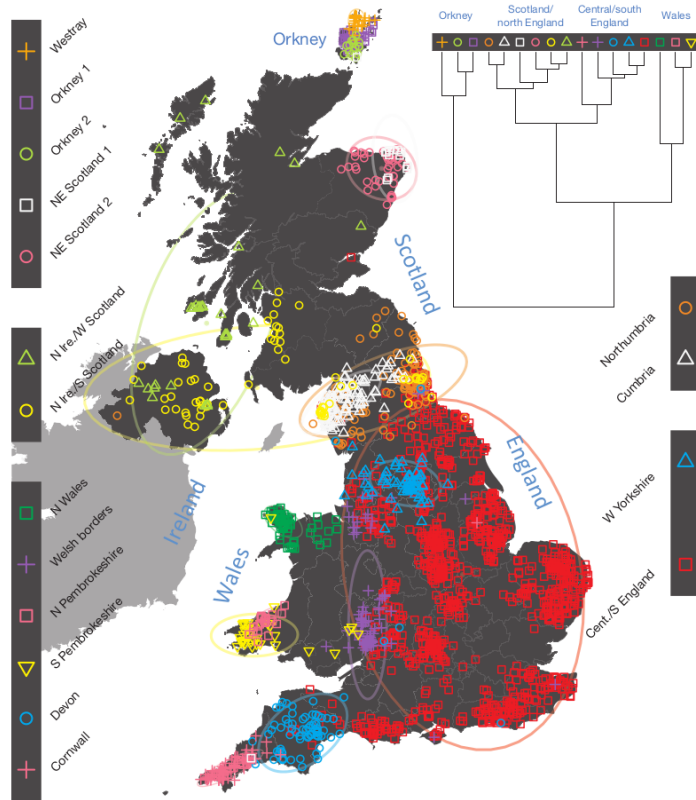 Orkney
Scotland/
north England
Central/south
England
Wales
Orkney
Westray
Orkney 1
Orkney 2
NE Scotland 1
NE Scotland 2
N Ire./W Scotland
N Ire./S Scotland
N Wales
Welsh borders
N Pembrokeshire
S Pembrokeshire
Devon
Cornwall
Scotland
England
Ireland
Wales
Northumbria
Cumbria
W Yorkshire
Cent./S England